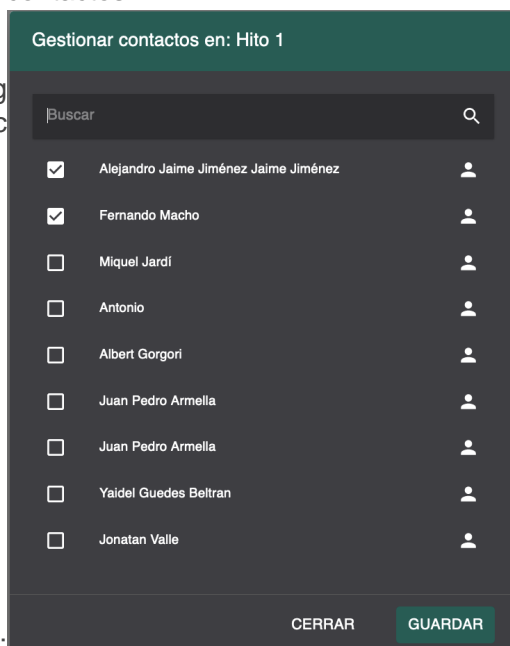 Gestionar contactos en: Hito 1
Buscar
Alejandro Jaime Jiménez Jaime Jiménez
Fernando Macho
Miquel Jardí
Antonio
Albert Gorgori
Juan Pedro Armella
Juan Pedro Armella
Yaidel Guedes Beltran
Jonatan Valle
CERRAR GUARDAR